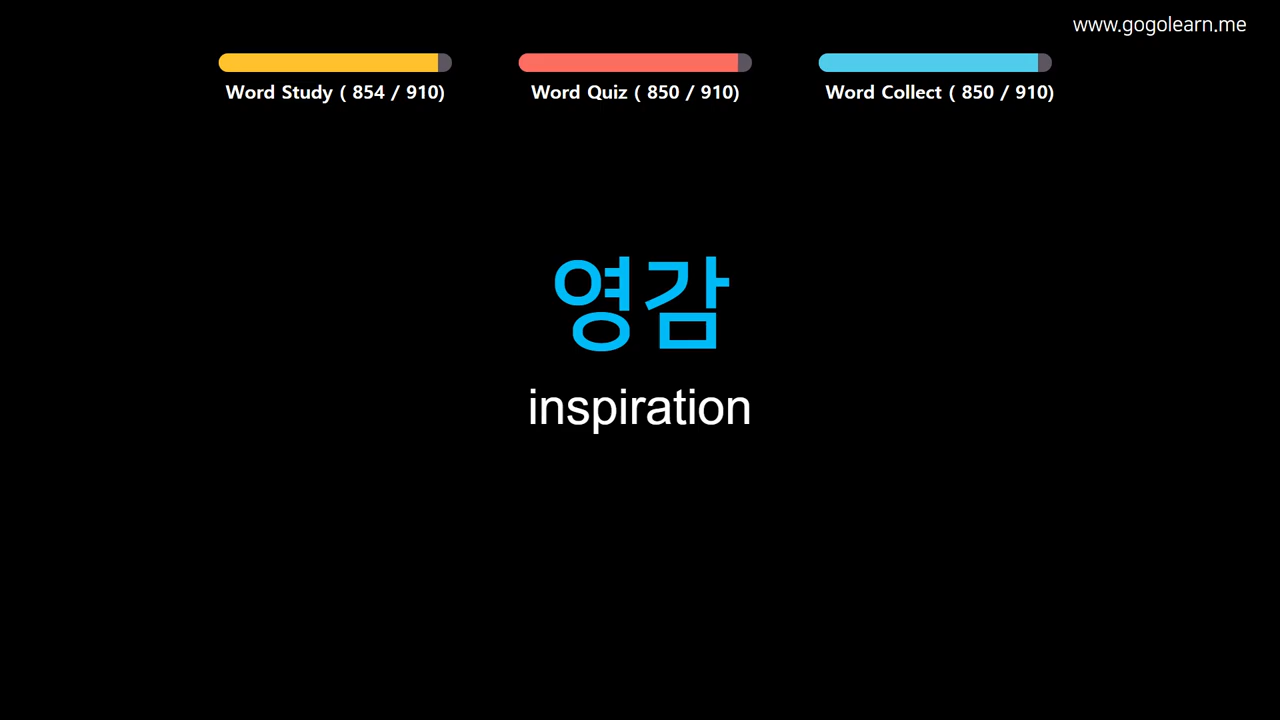 www.gogolearn.me
Word Study ( 854 / 910)
Word Quiz ( 850 / 910)
Word Collect ( 850 / 910)
영감
inspiration